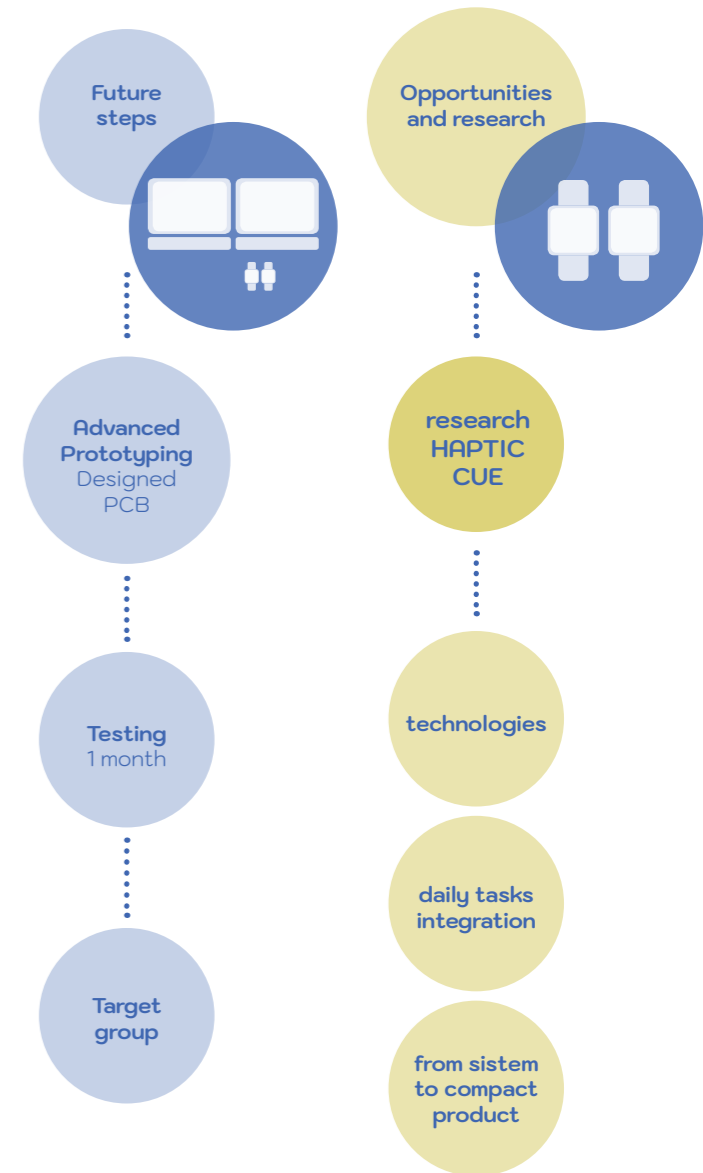 Future
steps
Advanced
Prototyping
Designed
PCB
Testing
1 month
Target
group
Opportunities
and research
research
HAPTIC
CUE
technologies
daily tasks
integration
from sistem
to compact
product